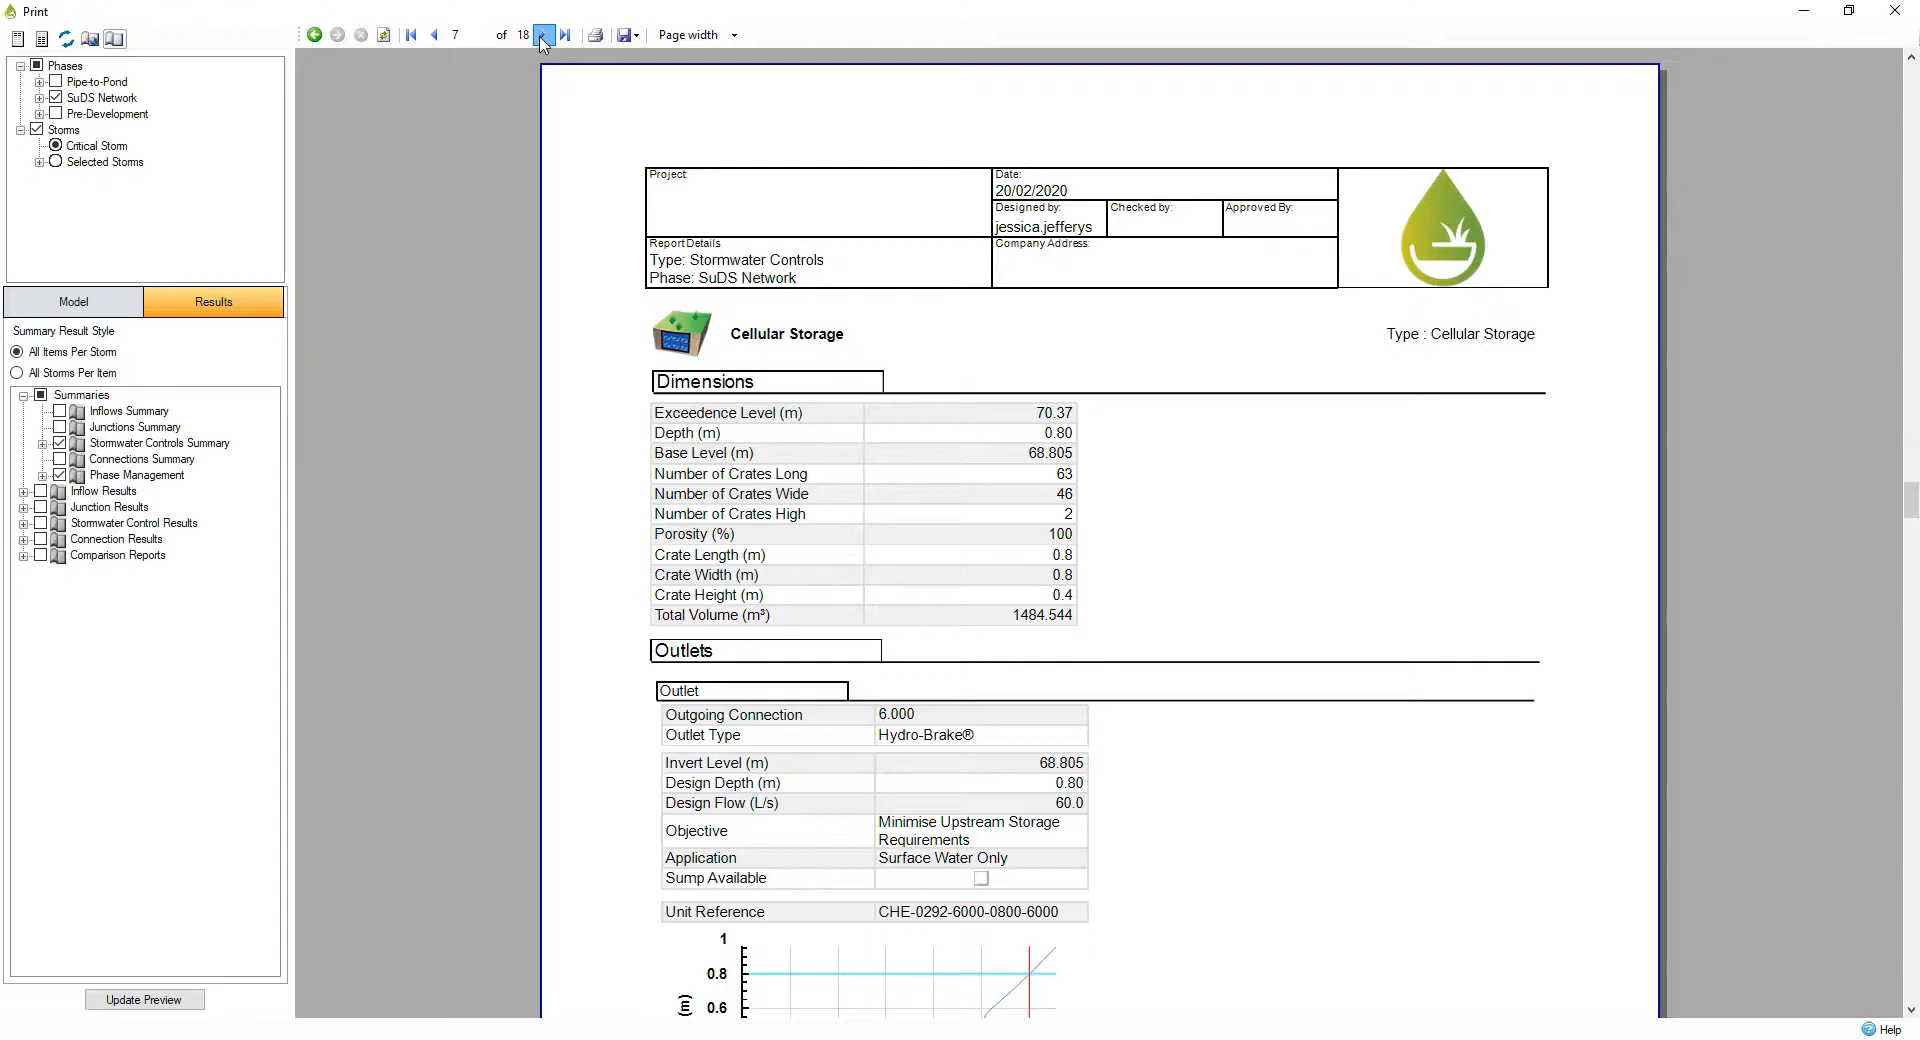 Print
7 of 18 Page width
Phases
Pipe-to-Pond
SuDS Network
Pre-Development
Storms
Critical Storm
Selected Storms
Model Results
Summary Result Style
All Items Per Storm
All Storms Per Item
Summaries
Inflows Summary
Junctions Summary
Stormwater Controls Summary
Connections Summary
Phase Management
Inflow Results
Junction Results
Stormwater Control Results
Connection Results
Comparison Reports
Update Preview
Project:
Date:
20/02/2020
Designed by: Checked by: Approved By:
jessica.jefferys
Report Details
Type: Stormwater Controls
Phase: SuDS Network
Company Address:
Cellular Storage Type : Cellular Storage
Dimensions
Exceedence Level (m) 70.37
Depth (m) 0.80
Base Level (m) 68.805
Number of Crates Long 63
Number of Crates Wide 46
Number of Crates High 2
Porosity (%) 100
Crate Length (m) 0.8
Crate Width (m) 0.8
Crate Height (m) 0.4
Total Volume (m³) 1484.544
Outlets
Outlet
Outgoing Connection 6.000
Outlet Type Hydro-Brake®
Invert Level (m) 68.805
Design Depth (m) 0.80
Design Flow (L/s) 60.0
Objective Minimise Upstream Storage
Requirements
Application Surface Water Only
Sump Available
Unit Reference CHE-0292-6000-0800-6000
1
0.8
0.6
(m)
Help